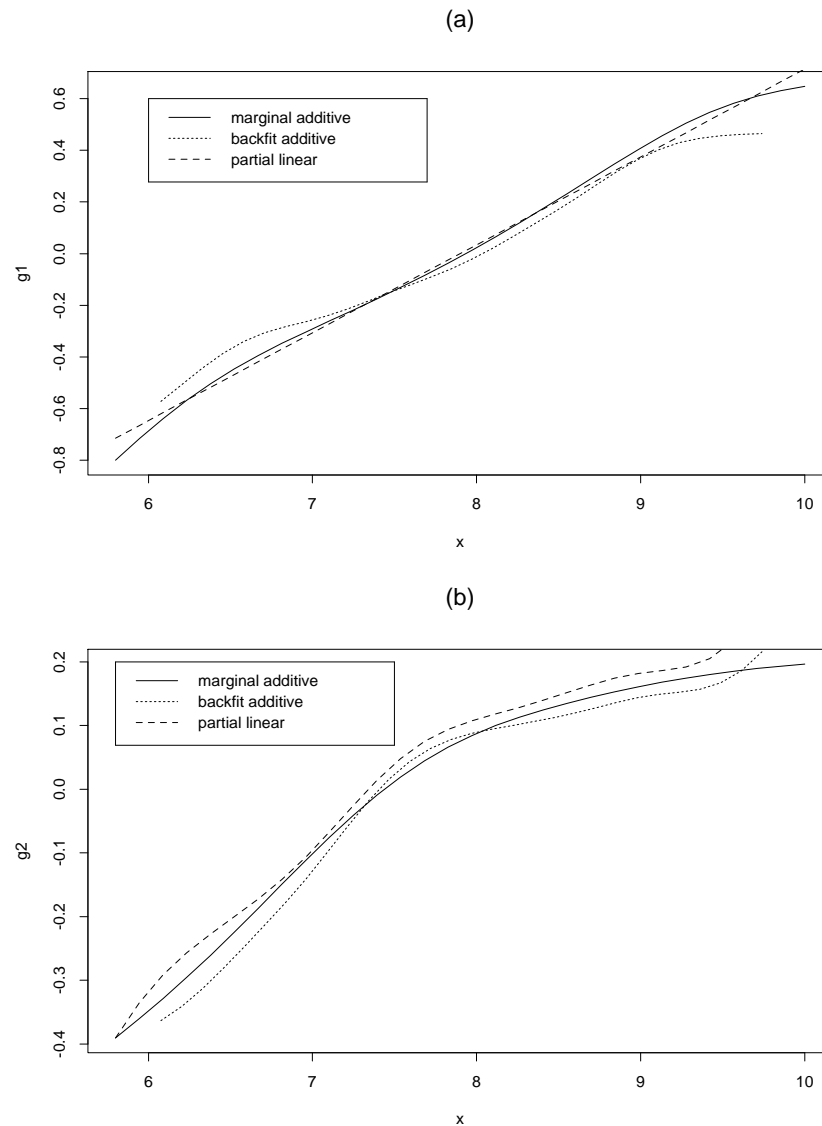 (a)
g1
0.6
0.4
0.2
0.0
-0.2
-0.4
-0.6
-0.8
marginal additive
backfit additive
partial linear
6 7 8 9 10
x
(b)
g2
0.2
0.1
0.0
-0.1
-0.2
-0.3
-0.4
marginal additive
backfit additive
partial linear
6 7 8 9 10
x